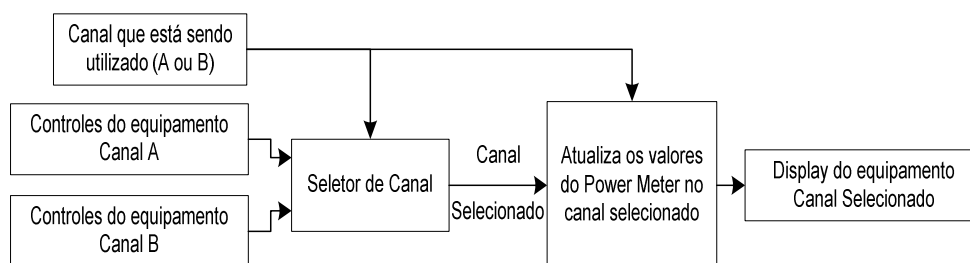 Canal que está sendo
utilizado (A ou B)
Controles do equipamento
Canal A
Controles do equipamento
Canal B
Seletor de Canal
Canal
Selecionado
Atualiza os valores
do Power Meter no
canal selecionado
Display do equipamento
Canal Selecionado